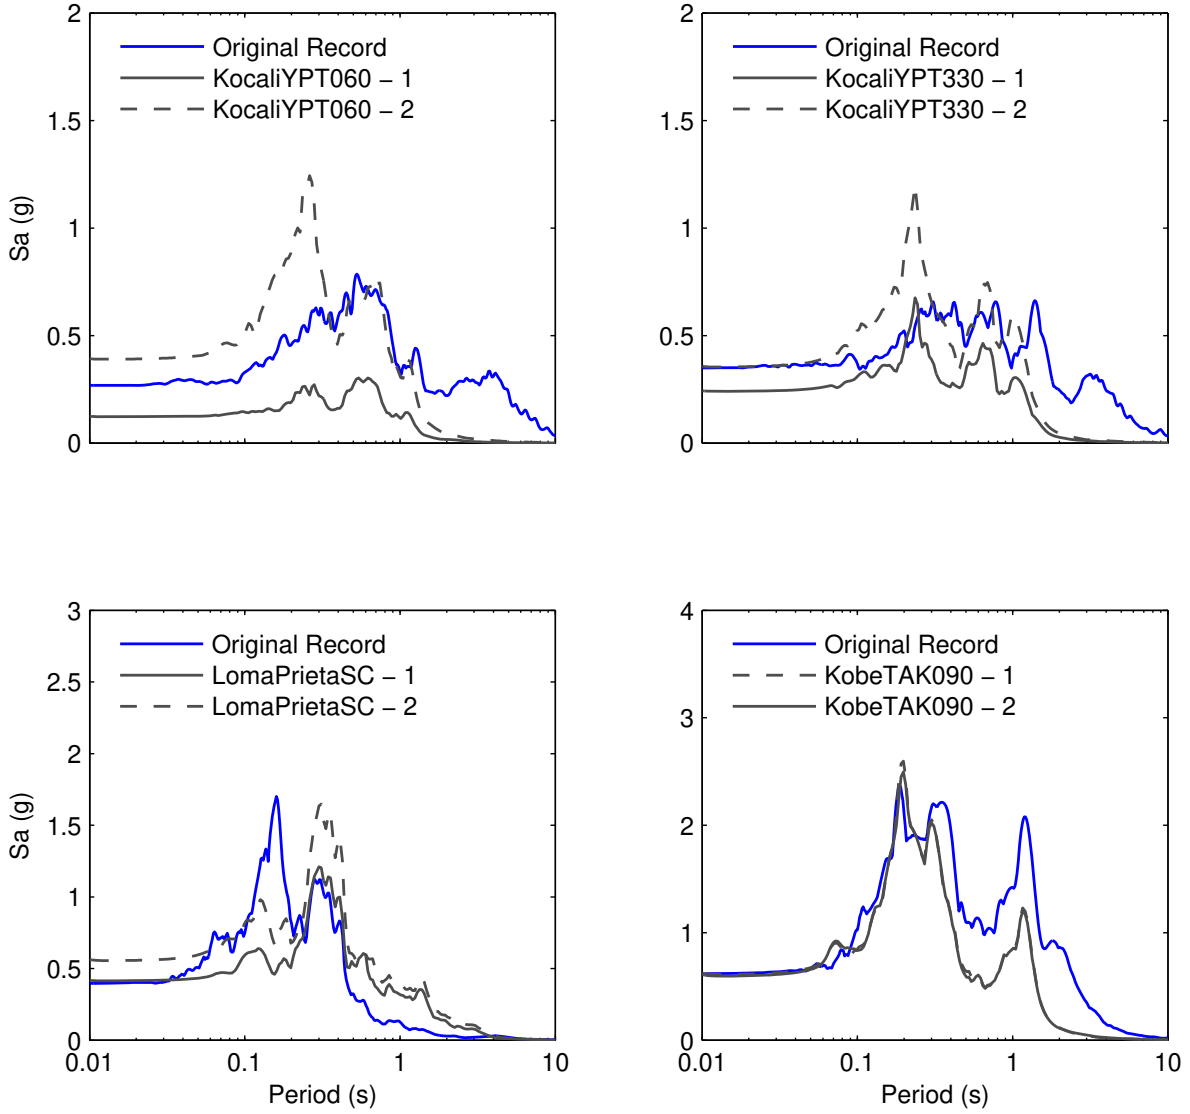 2
1.5
1
0.5
0
Sa (g)
Original Record
KocaliYPT060 − 1
KocaliYPT060 − 2
2
1.5
1
0.5
0
Original Record
KocaliYPT330 − 1
KocaliYPT330 − 2
3
2.5
2
1.5
1
0.5
0
Sa (g)
Original Record
LomaPrietaSC − 1
LomaPrietaSC − 2
0.01 0.1 1 10
Period (s)
4
3
2
1
0
Original Record
KobeTAK090 − 1
KobeTAK090 − 2
0.01 0.1 1 10
Period (s)